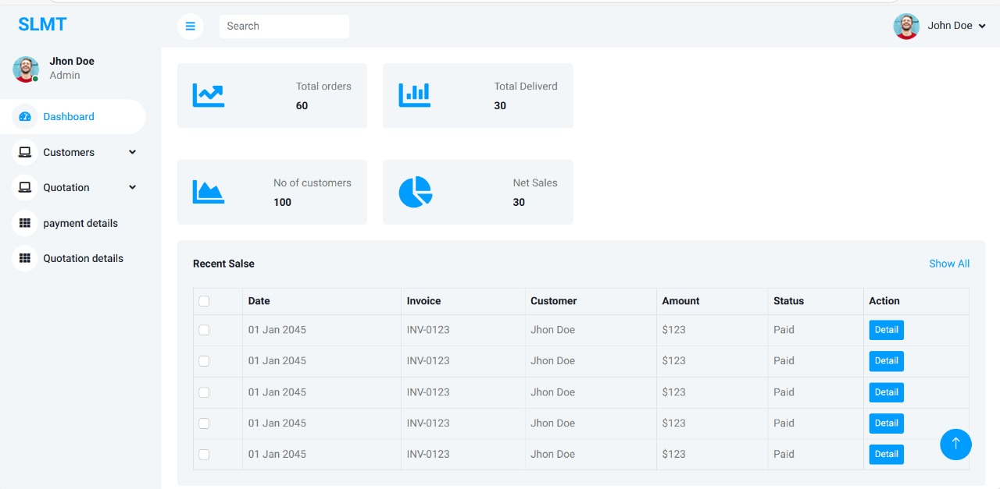 SLMT
Search
John Doe
Jhon Doe
Admin
Dashboard
Customers
Quotation
payment details
Quotation details
Total orders
60
Total Deliverd
30
No of customers
100
Net Sales
30
Recent Salse
Show All
Date Invoice Customer Amount Status Action
01 Jan 2045 INV-0123 Jhon Doe $123 Paid Detail
01 Jan 2045 INV-0123 Jhon Doe $123 Paid Detail
01 Jan 2045 INV-0123 Jhon Doe $123 Paid Detail
01 Jan 2045 INV-0123 Jhon Doe $123 Paid Detail
01 Jan 2045 INV-0123 Jhon Doe $123 Paid Detail